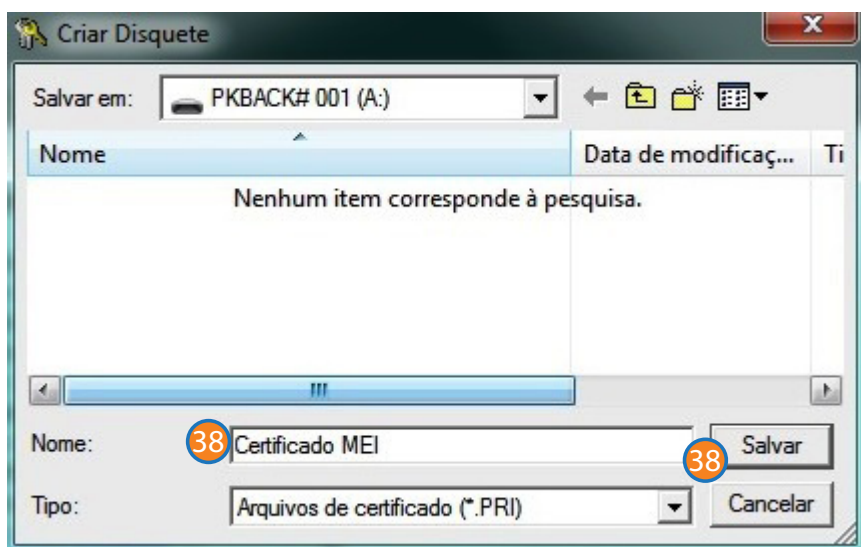 Criar Disquete
Salvar em: PKBACK# 001 (A:)
Nome Data de modificaç... Ti
Nenhum item corresponde à pesquisa.
Nome: 38 Certificado MEI 38 Salvar
Tipo: Arquivos de certificado (*.PRI) Cancelar